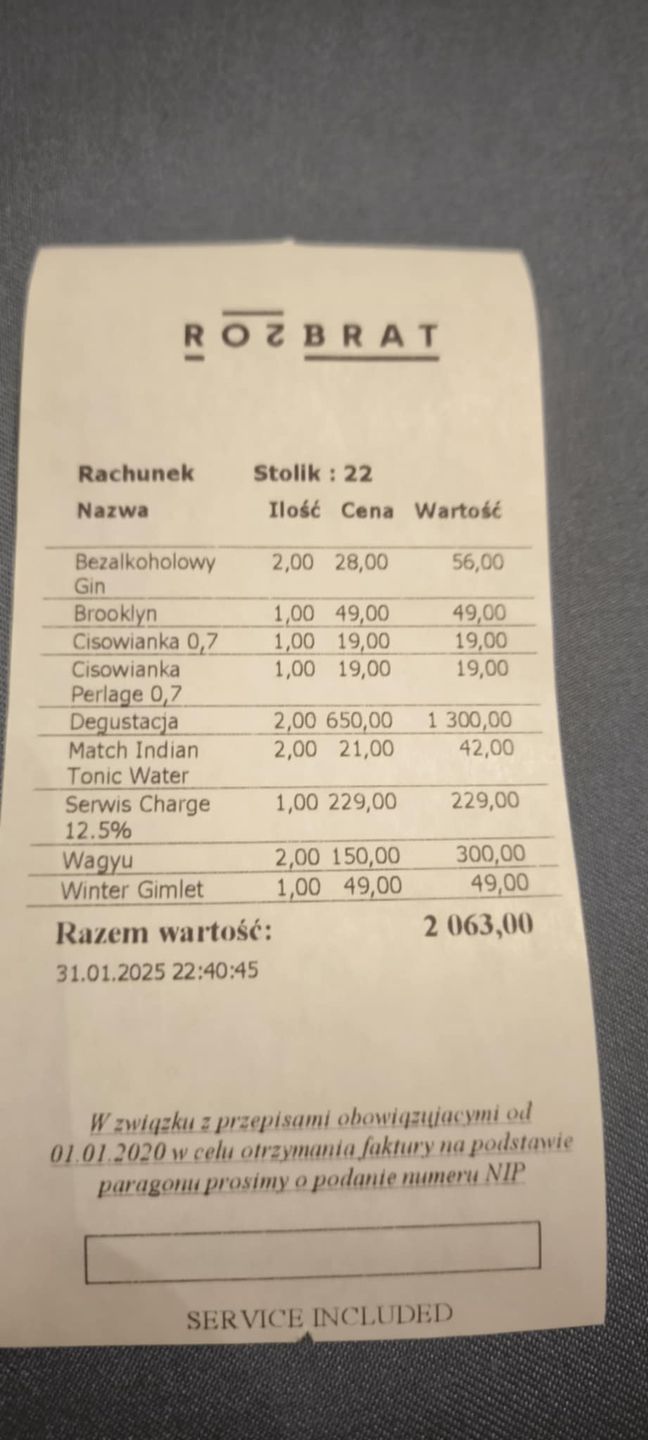 ROZBRAT
Rachunek Stolik : 22
Nazwa Ilość Cena Wartość
Bezalkoholowy 2,00 28,00 56,00
Gin
Brooklyn 1,00 49,00 49,00
Cisowianka 0,7 1,00 19,00 19,00
Cisowianka 1,00 19,00 19,00
Perlage 0,7
Degustacja 2,00 650,00 1 300,00
Match Indian 2,00 21,00 42,00
Tonic Water
Serwis Charge 1,00 229,00 229,00
12.5%
Wagyu 2,00 150,00 300,00
Winter Gimlet 1,00 49,00 49,00
Razem wartość: 2 063,00
31.01.2025 22:40:45
W związku z przepisami obowiązujacymi od
01.01.2020 w celu otrzymania faktury na podstawie
paragonu prosimy o podanie numeru NIP
SERVICE INCLUDED